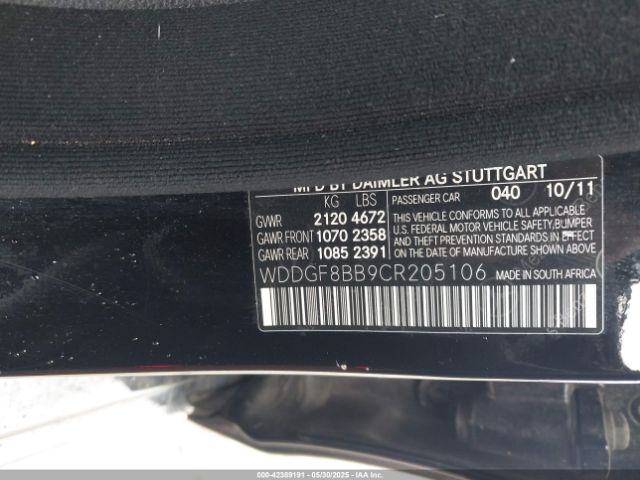 MFD BY DAIMLER AG STUTTGART
KG LBS
GVWR 2120 4672
GAWR FRONT 1070 2358
GAWR REAR 1085 2391
PASSENGER CAR 040 10/11
THIS VEHICLE CONFORMS TO ALL APPLICABLE
U.S. FEDERAL MOTOR VEHICLE SAFETY, BUMPER
AND THEFT PREVENTION STANDARDS IN EFFECT
ON THE DATE OF MANUFACTURE SHOWN ABOVE.
WDDGF8BB9CR205106 MADE IN SOUTH AFRICA
000-42389191 - 05/30/2025 - IAAI.COM